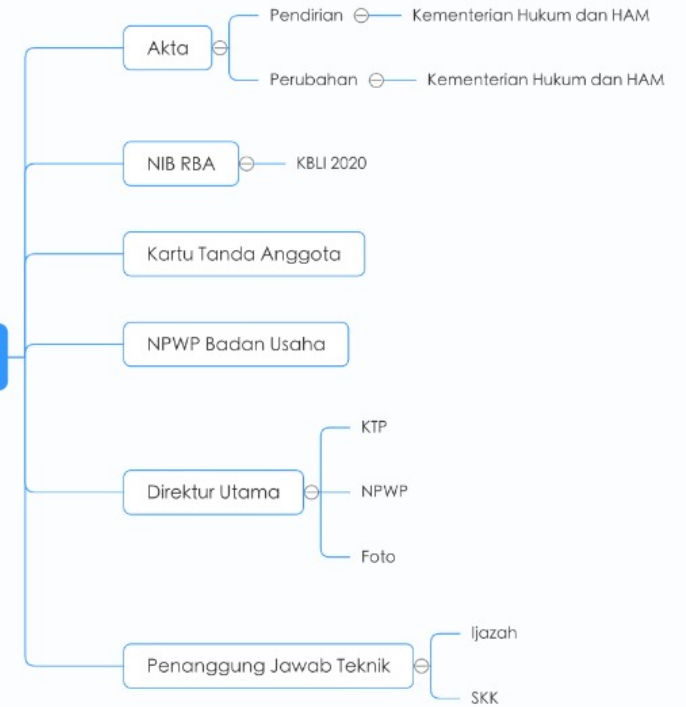 Akta
Pendirian
Kementerian Hukum dan HAM
Perubahan
Kementerian Hukum dan HAM
NIB RBA
KBLI 2020
Kartu Tanda Anggota
NPWP Badan Usaha
Direktur Utama
KTP
NPWP
Foto
Penanggung Jawab Teknik
Ijazah
SKK